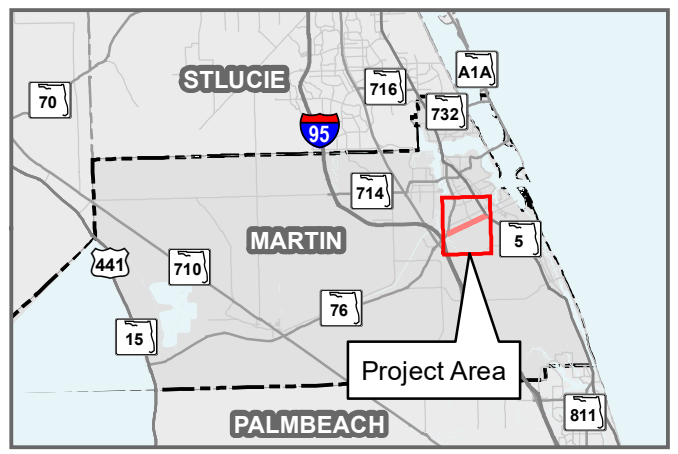 A1A
STLUCIE
716
70
732
95
714
MARTIN
5
441
710
76
15
Project Area
811
PALMBEACH